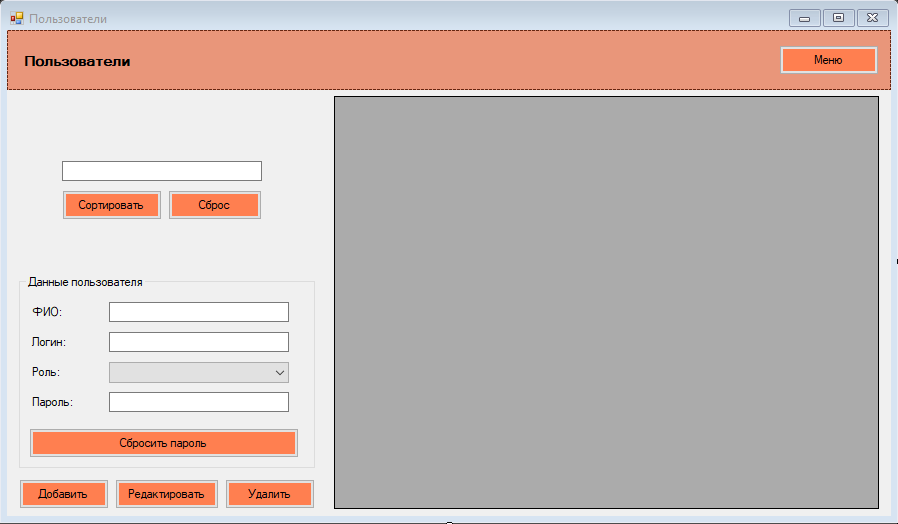 Пользователи
Пользователи
Меню
Сортировать
Сброс
Данные пользователя
ФИО:
Логин:
Роль:
Пароль:
Сбросить пароль
Добавить
Редактировать
Удалить